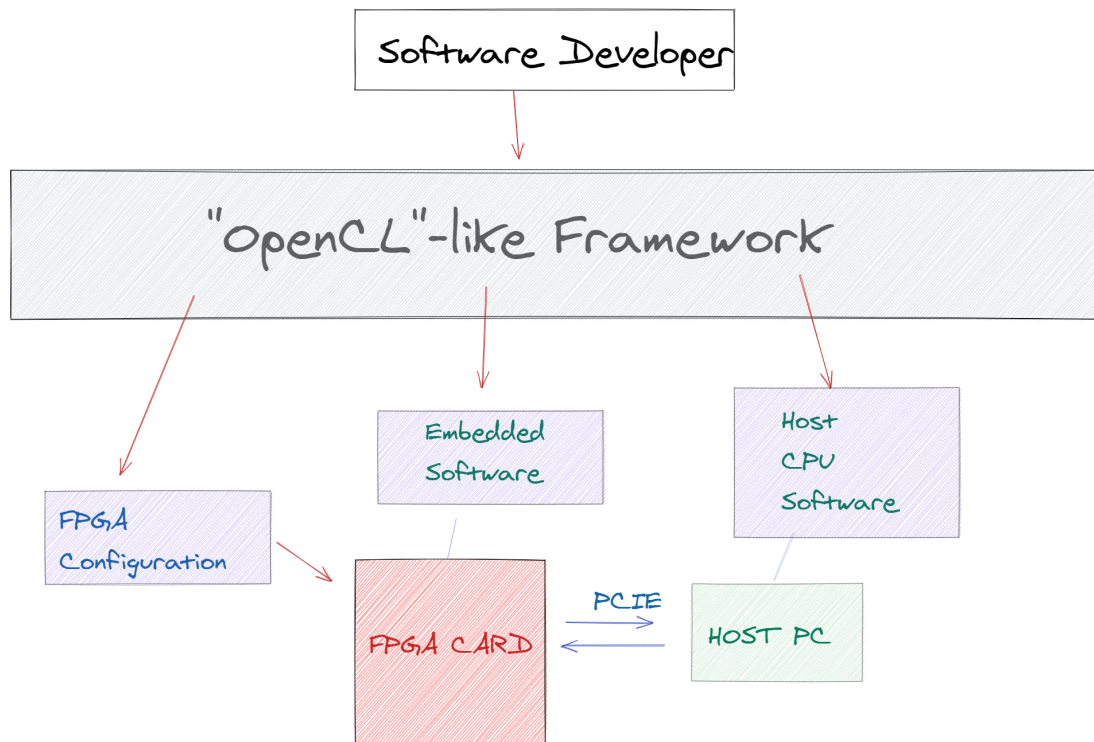 Software Developer
"OpenCL"-like Framework
Embedded
Software
Host
CPU
Software
FPGA
Configuration
PCIE
FPGA CARD
HOST PC